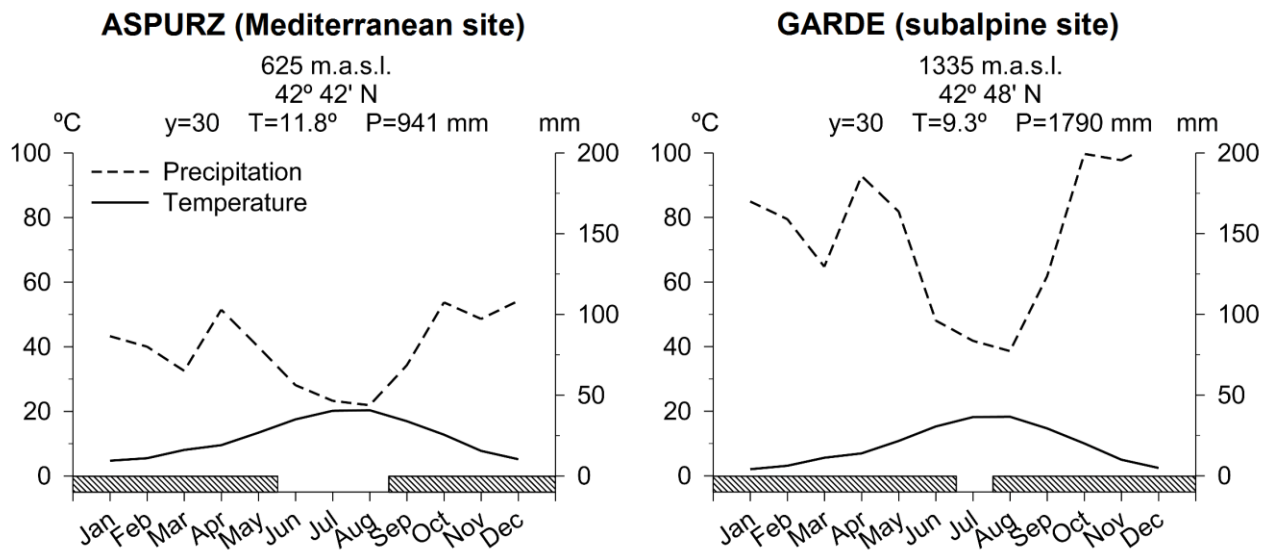 ASPURZ (Mediterranean site)
625 m.a.s.l.
42º 42' N
ºC y=30 T=11.8º P=941 mm mm
100 200
Precipitation
Temperature
80 150
60
100
40
50
20
0 0
Jan Feb Mar Apr May Jun Jul Aug Sep Oct Nov Dec
GARDE (subalpine site)
1335 m.a.s.l.
42º 48' N
ºC y=30 T=9.3º P=1790 mm mm
100 200
80 150
60
100
40
50
20
0 0
Jan Feb Mar Apr May Jun Jul Aug Sep Oct Nov Dec